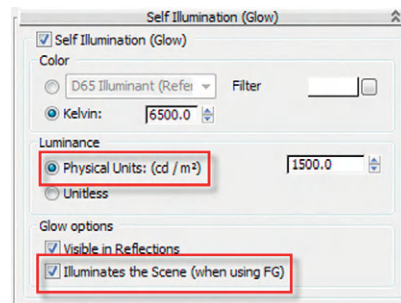 Self Illumination (Glow)
Self Illumination (Glow)
Color
D65 Illuminant (Refer Filter
Kelvin: 6500.0
Luminance
Physical Units: (cd / m²) 1500.0
Unitless
Glow options
Visible in Reflections
Illuminates the Scene (when using FG)